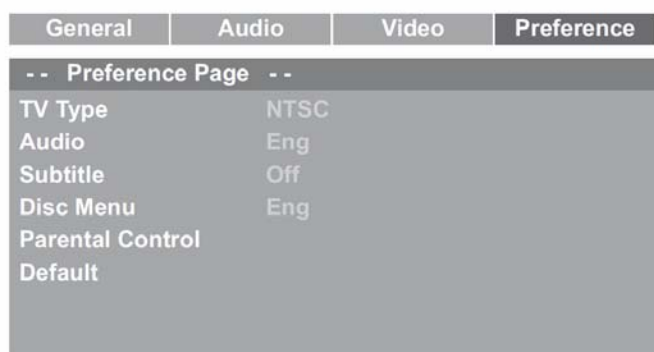 General Audio Video Preference
-- Preference Page --
TV Type NTSC
Audio Eng
Subtitle Off
Disc Menu Eng
Parental Control
Default